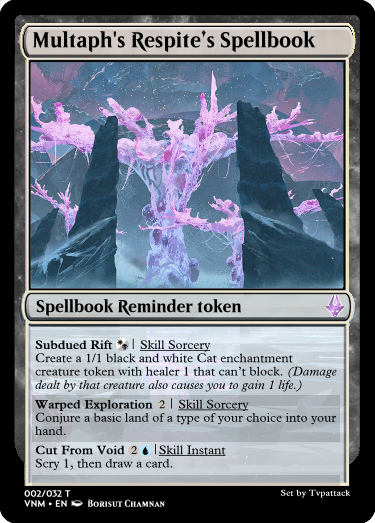 Multaph's Respite's Spellbook
Spellbook Reminder token
Subdued Rift | Skill Sorcery
Create a 1/1 black and white Cat enchantment
creature token with healer 1 that can't block. (Damage
dealt by that creature also causes you to gain 1 life.)
Warped Exploration 2 | Skill Sorcery
Conjure a basic land of a type of your choice into your
hand.
Cut From Void 2 | Skill Instant
Scry 1, then draw a card.
002/032 T
VNM • EN Borisut Chamnan
Set by Tvpattack